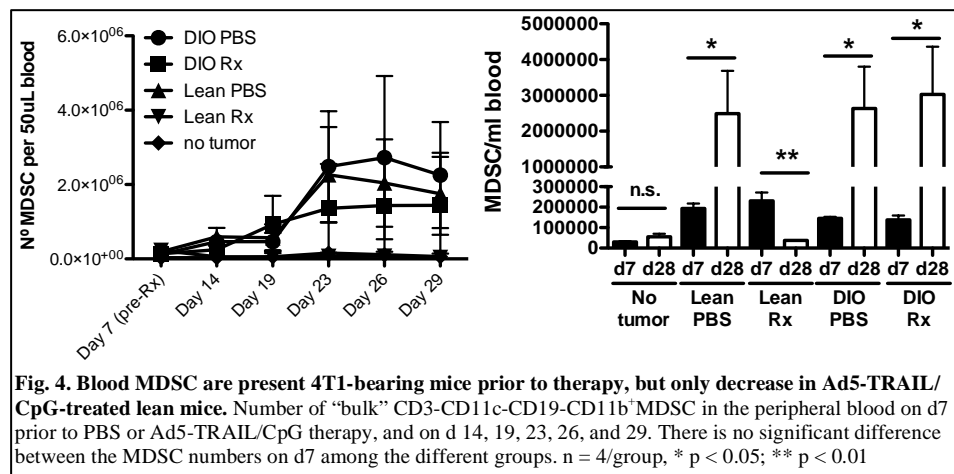 6.0×10⁰⁶
4.0×10⁰⁶
2.0×10⁰⁶
0.0×10⁺⁰⁰
Nº MDSC per 50uL blood
DIO PBS
DIO Rx
Lean PBS
Lean Rx
no tumor
Day 7 (pre-Rx)
Day 14
Day 19
Day 23
Day 26
Day 29
MDSC/ml blood
5000000
4000000
3000000
2000000
1000000
300000
200000
100000
0
n.s.
*
**
*
*
d7 d28 d7 d28 d7 d28 d7 d28 d7 d28
No Lean Lean DIO DIO
tumor PBS Rx PBS Rx
Fig. 4. Blood MDSC are present 4T1-bearing mice prior to therapy, but only decrease in Ad5-TRAIL/
CpG-treated lean mice. Number of “bulk” CD3-CD11c-CD19-CD11b⁺MDSC in the peripheral blood on d7
prior to PBS or Ad5-TRAIL/CpG therapy, and on d 14, 19, 23, 26, and 29. There is no significant difference
between the MDSC numbers on d7 among the different groups. n = 4/group, * p < 0.05; ** p < 0.01